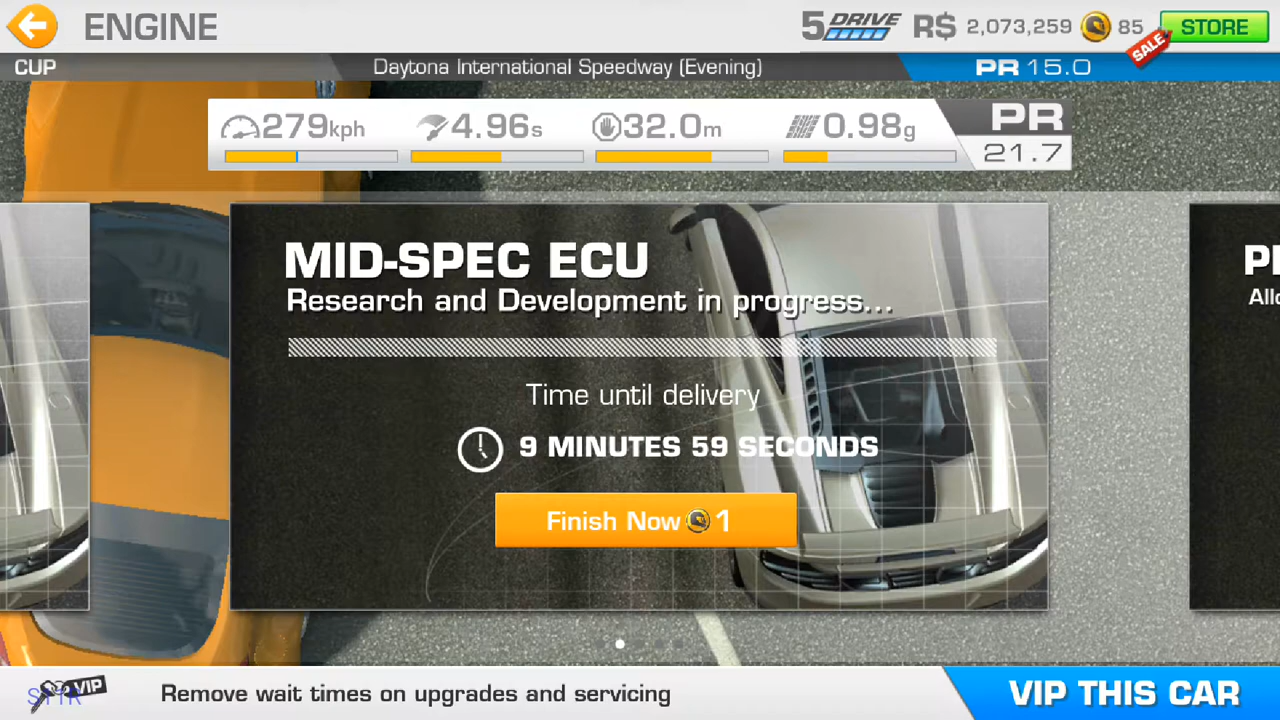 ENGINE
5 DRIVE R$ 2,073,259 85 STORE
SALE
CUP Daytona International Speedway (Evening) PR 15.0
279kph 4.96s 32.0m 0.98g PR
21.7
MID-SPEC ECU
Research and Development in progress...
Time until delivery
9 MINUTES 59 SECONDS
Finish Now 1
VIP Remove wait times on upgrades and servicing VIP THIS CAR